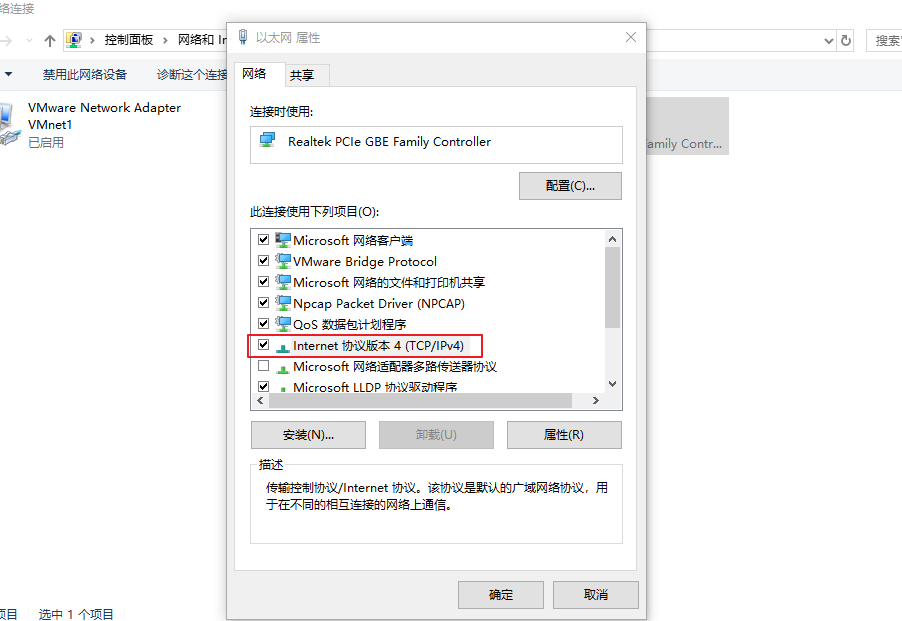 络连接
控制面板
网络和 In
搜索
禁用此网络设备
诊断这个连接
VMware Network Adapter
VMnet1
已启用
amily Contr...
以太网 属性
网络
共享
连接时使用:
Realtek PCIe GBE Family Controller
配置(C)...
此连接使用下列项目(O):
Microsoft 网络客户端
VMware Bridge Protocol
Microsoft 网络的文件和打印机共享
Npcap Packet Driver (NPCAP)
QoS 数据包计划程序
Internet 协议版本 4 (TCP/IPv4)
Microsoft 网络适配器多路传送器协议
Microsoft LLDP 协议驱动程序
安装(N)...
卸载(U)
属性(R)
描述
传输控制协议/Internet 协议。该协议是默认的广域网络协议，用
于在不同的相互连接的网络上通信。
确定
取消
项目
选中 1 个项目